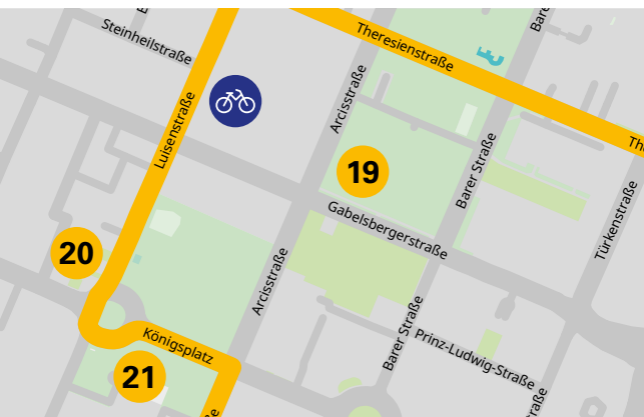 Steinheilstraße
Theresienstraße
Barer
Luisenstraße
Arcisstraße
19
Barer Straße
Gabelsbergerstraße
Türkenstraße
20
Arcisstraße
Königsplatz
Barer Straße
Prinz-Ludwig-Straße
21